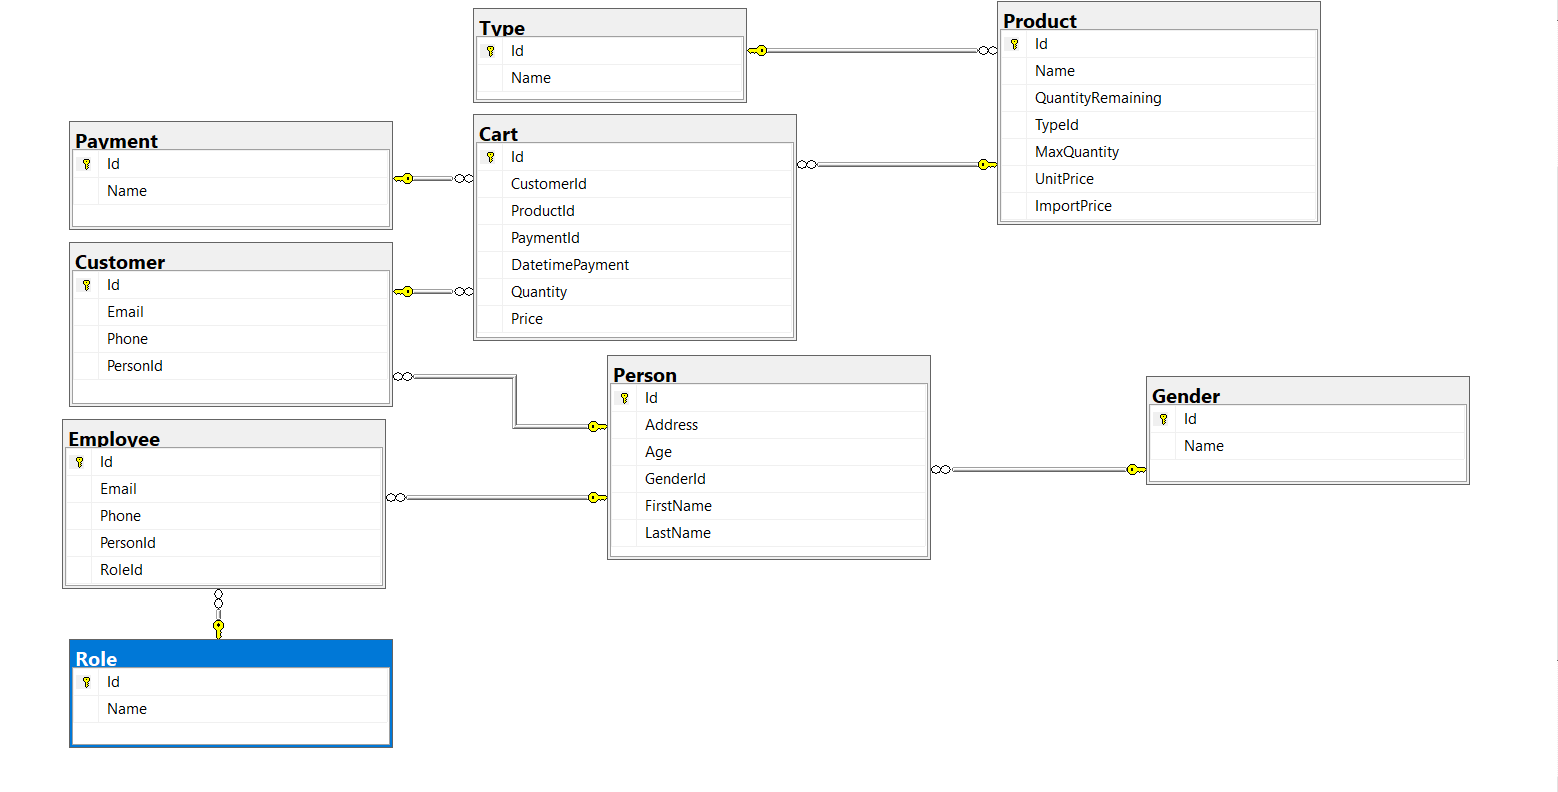 Type
Id
Name
Product
Id
Name
QuantityRemaining
TypeId
MaxQuantity
UnitPrice
ImportPrice
Payment
Id
Name
Cart
Id
CustomerId
ProductId
PaymentId
DatetimePayment
Quantity
Price
Customer
Id
Email
Phone
PersonId
Person
Id
Address
Age
GenderId
FirstName
LastName
Gender
Id
Name
Employee
Id
Email
Phone
PersonId
RoleId
Role
Id
Name